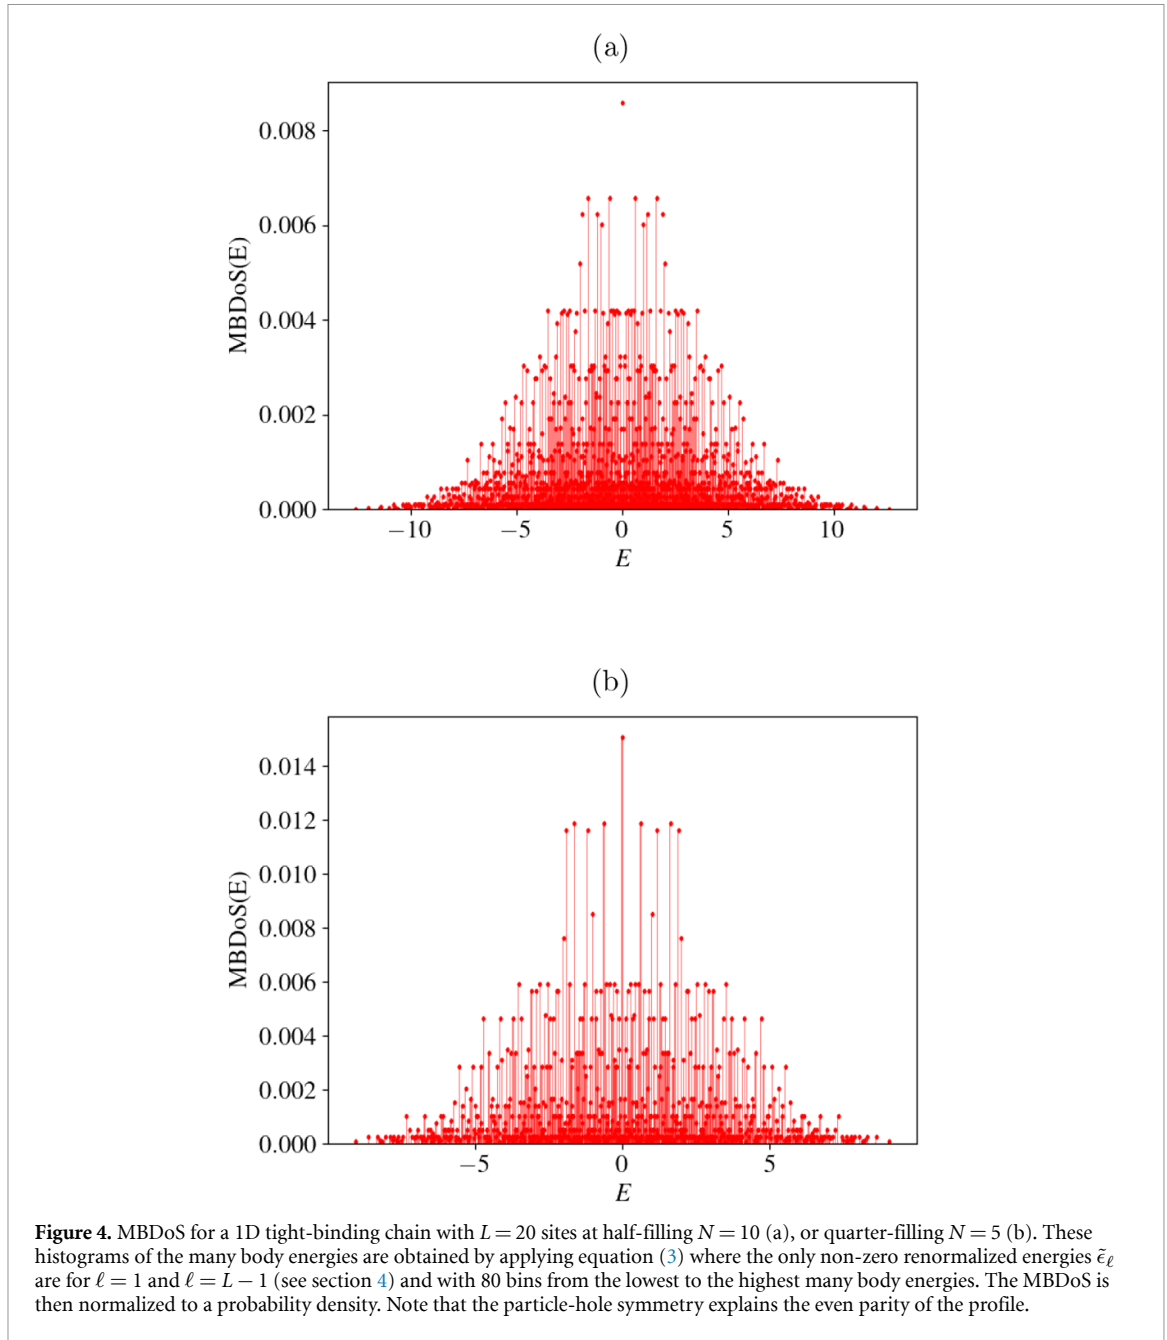 (a)
0.008
0.006
0.004
0.002
0.000
MBDoS(E)
−10 −5 0 5 10
E
(b)
0.014
0.012
0.010
0.008
0.006
0.004
0.002
0.000
MBDoS(E)
−5 0 5
E
Figure 4. MBDoS for a 1D tight-binding chain with L = 20 sites at half-filling N = 10 (a), or quarter-filling N = 5 (b). These
histograms of the many body energies are obtained by applying equation (3) where the only non-zero renormalized energies ϵ̃ℓ
are for ℓ = 1 and ℓ = L − 1 (see section 4) and with 80 bins from the lowest to the highest many body energies. The MBDoS is
then normalized to a probability density. Note that the particle-hole symmetry explains the even parity of the profile.